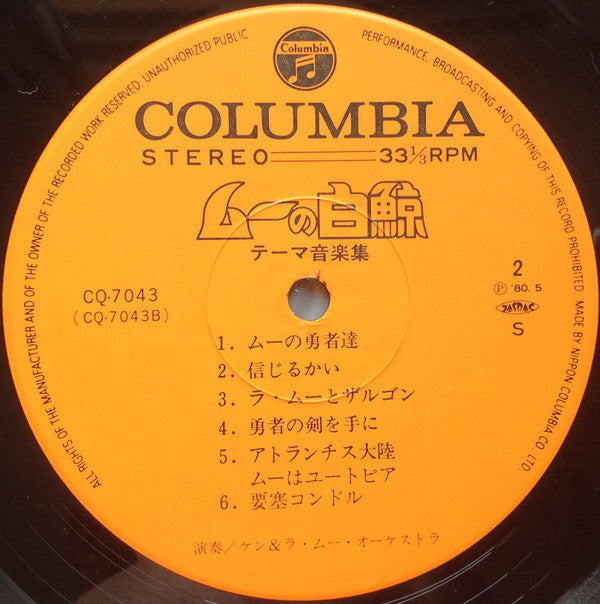 ALL RIGHTS OF THE MANUFACTURER AND OF THE OWNER OF THE RECORDED WORK RESERVED. UNAUTHORIZED PUBLIC PERFORMANCE, BROADCASTING AND COPYING OF THIS RECORD PROHIBITED. MADE BY NIPPON COLUMBIA CO. LTD.
Columbia
COLUMBIA
STEREO 33⅓RPM
ムーの白鯨
テーマ音楽集
CQ-7043
(CQ-7043B)
2
Ⓟ '80. 5
JASRAC
S
1. ムーの勇者達
2. 信じるかい
3. ラ・ムーとザルゴン
4. 勇者の剣を手に
5. アトランチス大陸
ムーはユートピア
6. 要塞コンドル
演奏/ケン&ラ・ムー・オーケストラ